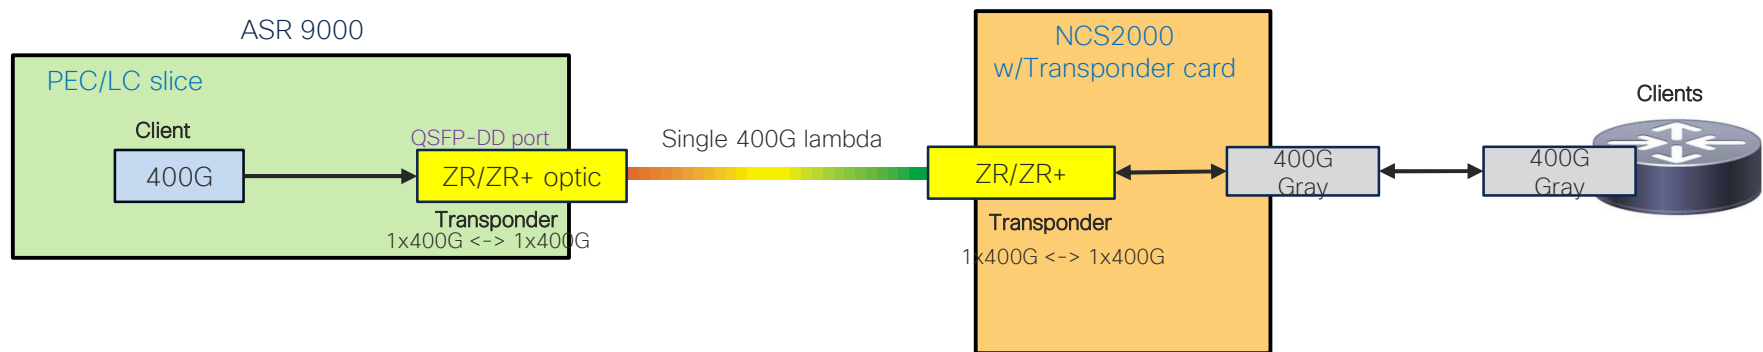 ASR 9000
PEC/LC slice
Client
400G
QSFP-DD port
ZR/ZR+ optic
Transponder
1x400G <-> 1x400G
Single 400G lambda
NCS2000
w/Transponder card
ZR/ZR+
Transponder
1x400G <-> 1x400G
400G
Gray
Clients
400G
Gray